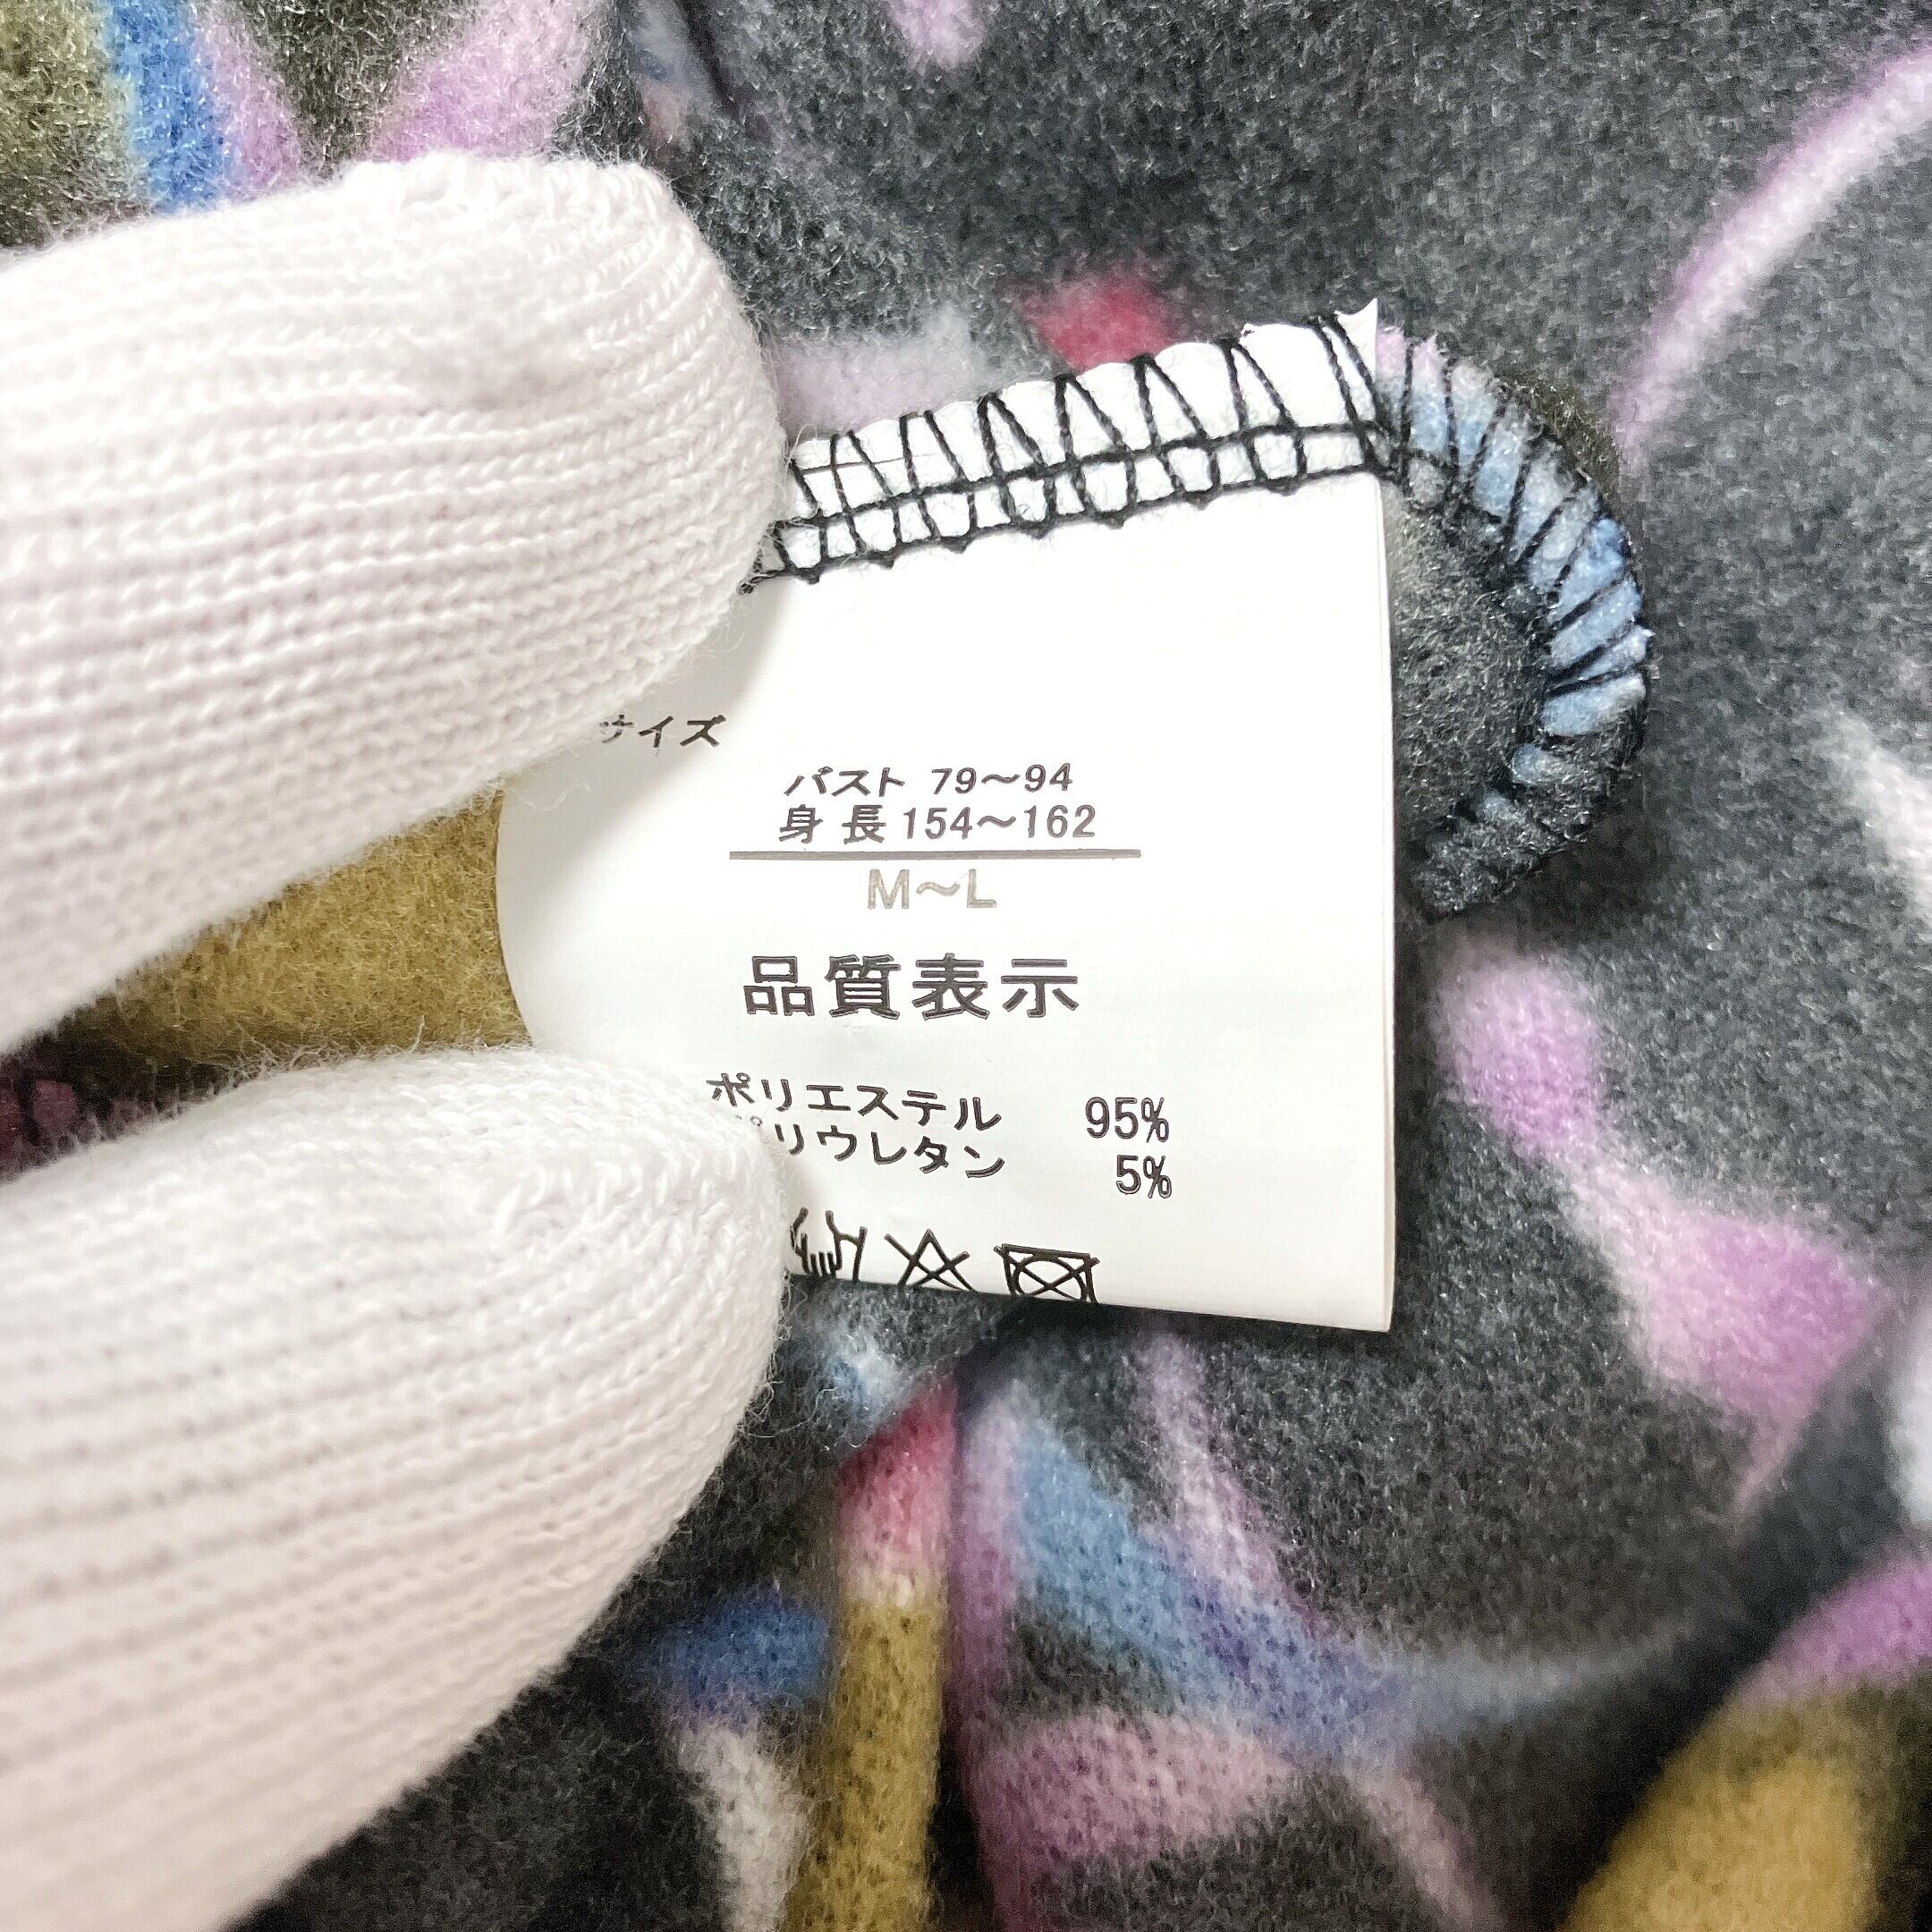 サイズ
バスト 79〜94
身長 154〜162
M〜L
品質表示
ポリエステル 95%
ポリウレタン 5%